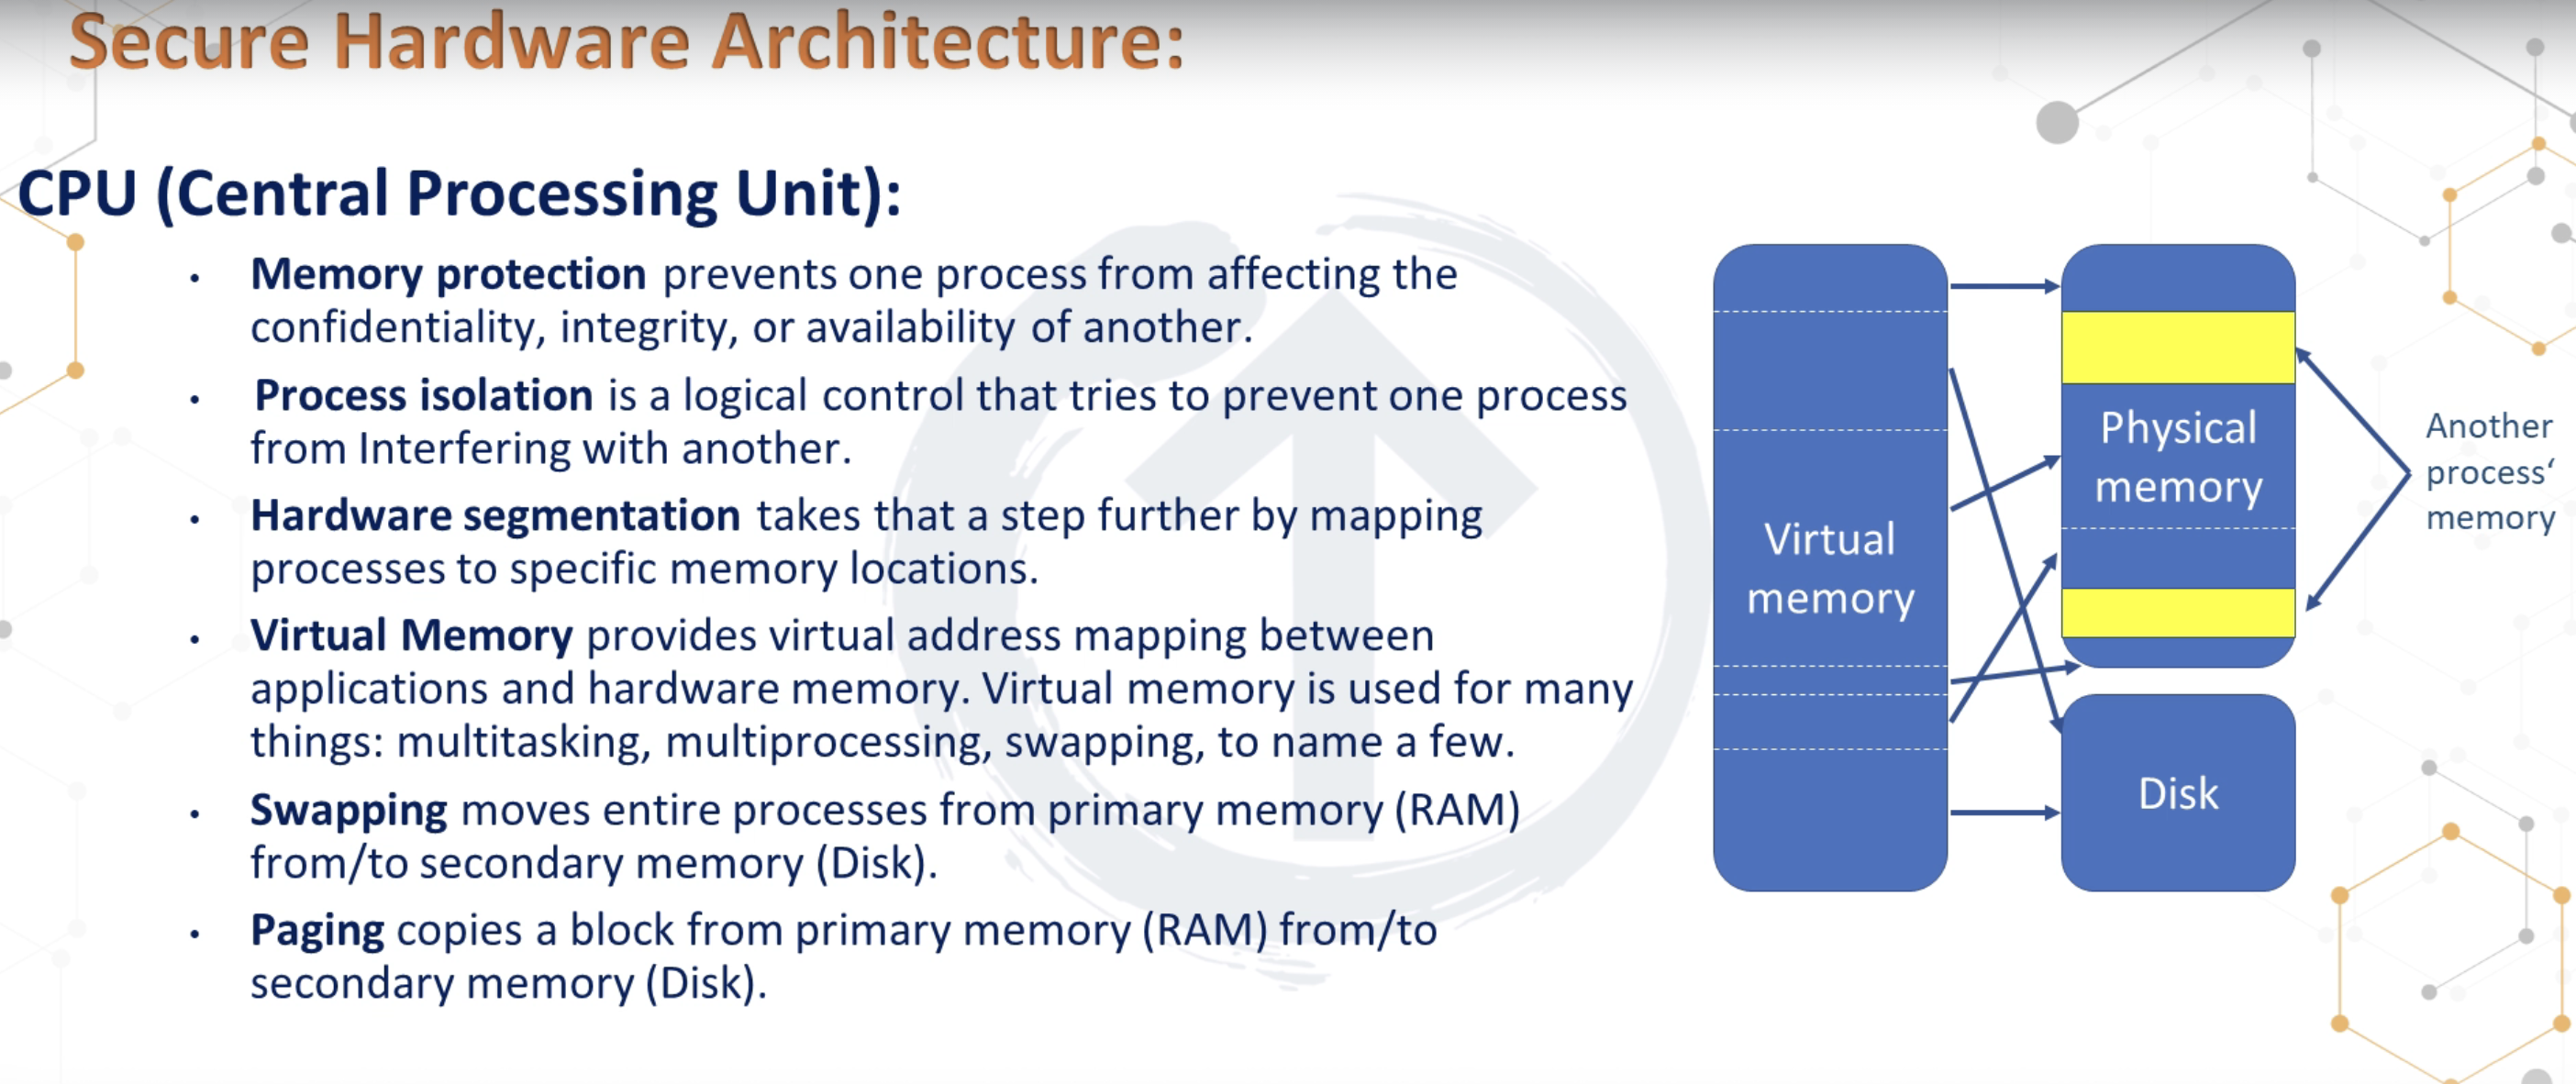 Secure Hardware Architecture:
CPU (Central Processing Unit):
• Memory protection prevents one process from affecting the
confidentiality, integrity, or availability of another.
• Process isolation is a logical control that tries to prevent one process
from Interfering with another.
• Hardware segmentation takes that a step further by mapping
processes to specific memory locations.
• Virtual Memory provides virtual address mapping between
applications and hardware memory. Virtual memory is used for many
things: multitasking, multiprocessing, swapping, to name a few.
• Swapping moves entire processes from primary memory (RAM)
from/to secondary memory (Disk).
• Paging copies a block from primary memory (RAM) from/to
secondary memory (Disk).
Virtual
memory
Physical
memory
Disk
Another
process‘
memory